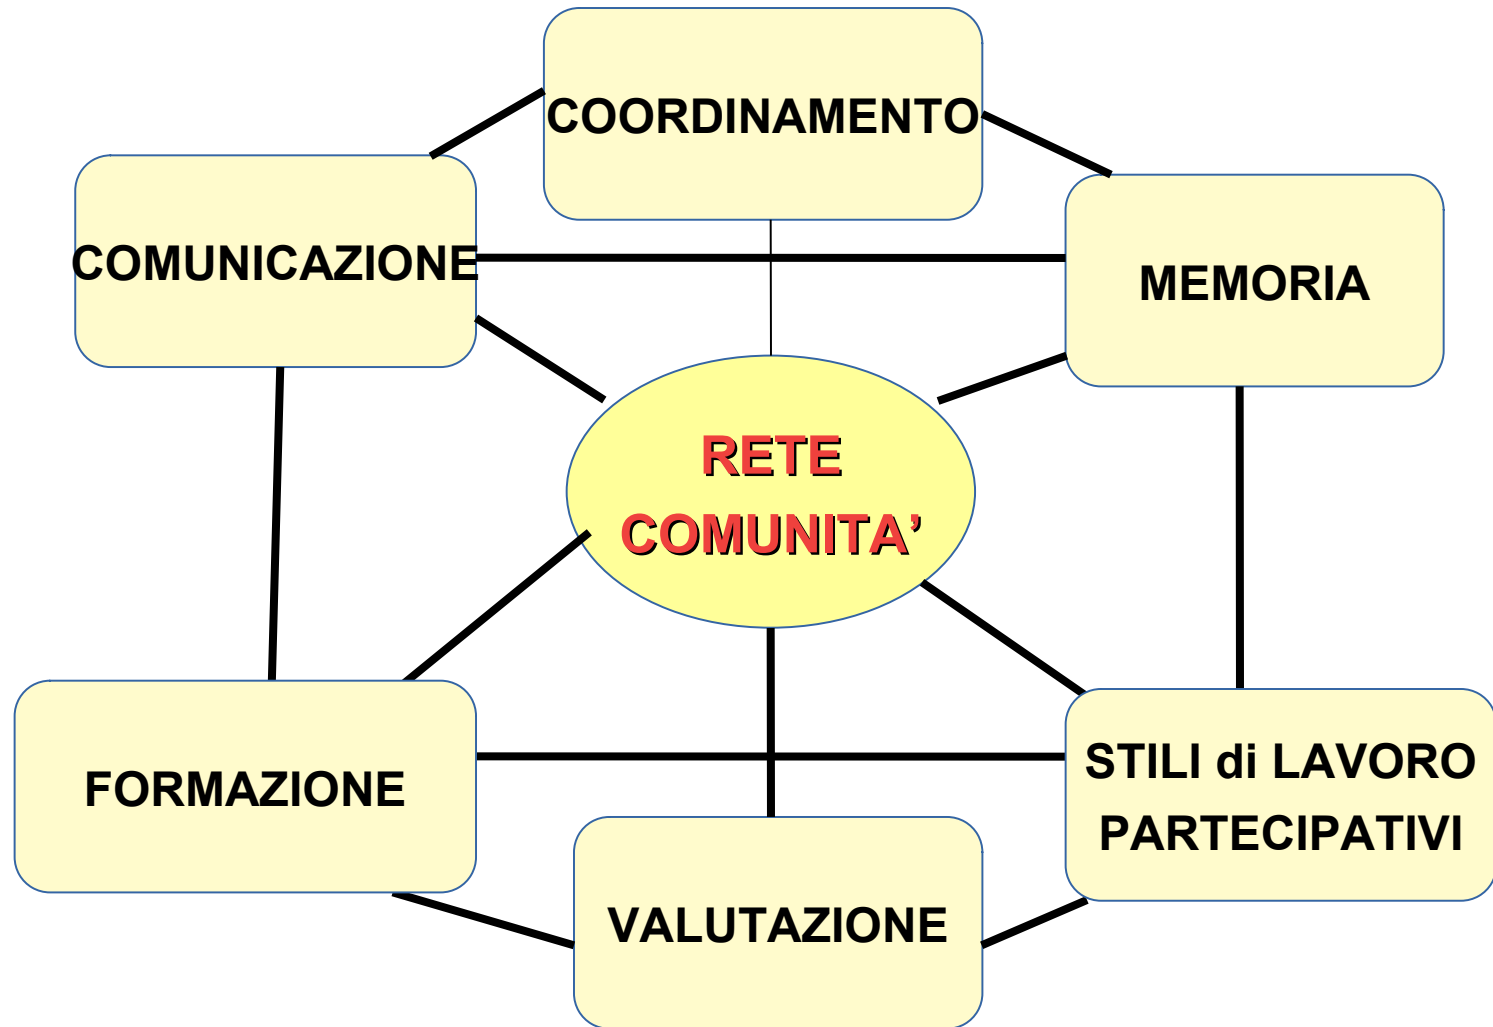 COORDINAMENTO
COMUNICAZIONE
MEMORIA
RETE
COMUNITA’
FORMAZIONE
STILI di LAVORO
PARTECIPATIVI
VALUTAZIONE